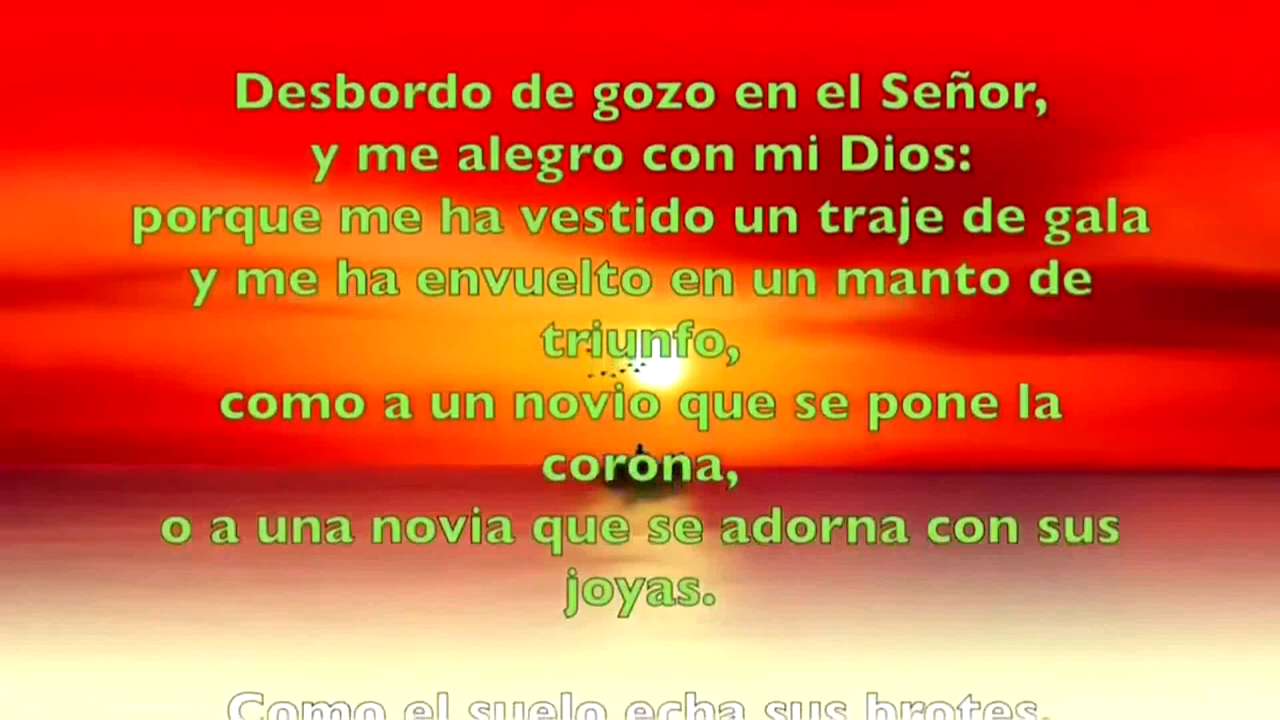 Desbordo de gozo en el Señor,
y me alegro con mi Dios:
porque me ha vestido un traje de gala
y me ha envuelto en un manto de
triunfo,
como a un novio que se pone la
corona,
o a una novia que se adorna con sus
joyas.
Como el suelo echa sus brotes,